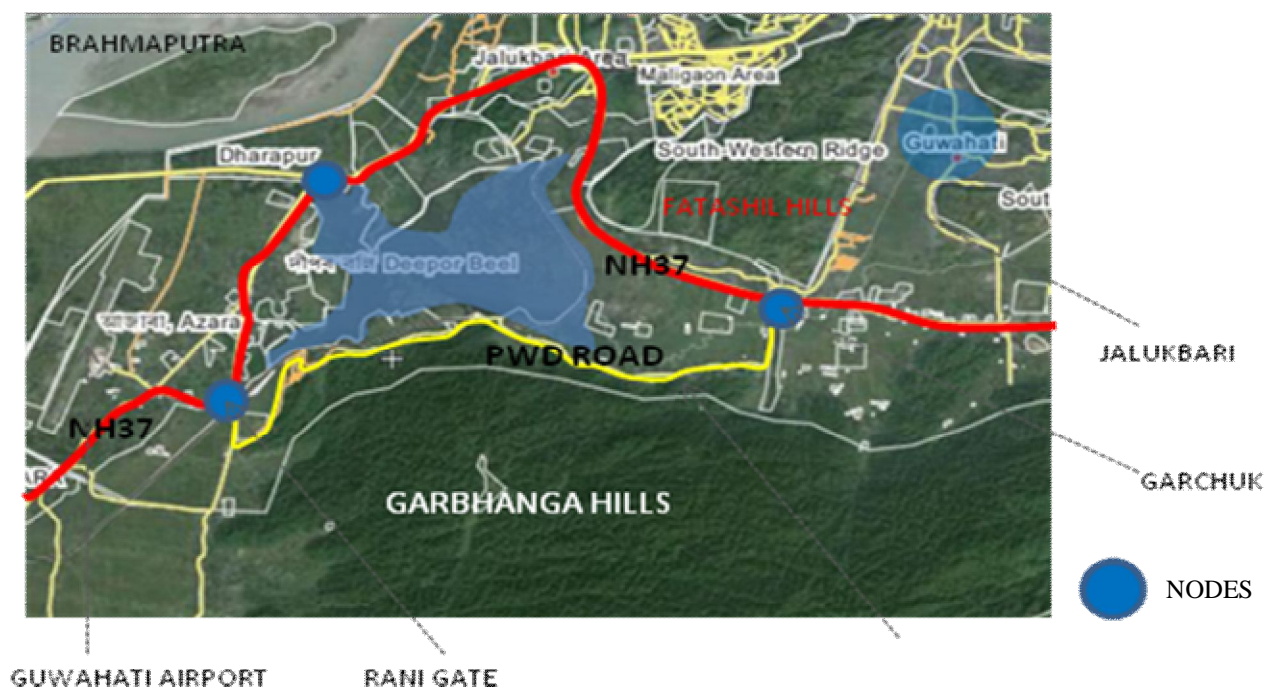 BRAHMAPUTRA
Jalukbari Area
Maligaon Area
Dharapur
South-Western Ridge
Guwahati
FATASHIL HILLS
South
Deepor Beel
NH37
Azara
PWD ROAD
JALUKBARI
NH37
GARCHUK
GARBHANGA HILLS
NODES
GUWAHATI AIRPORT
RANI GATE